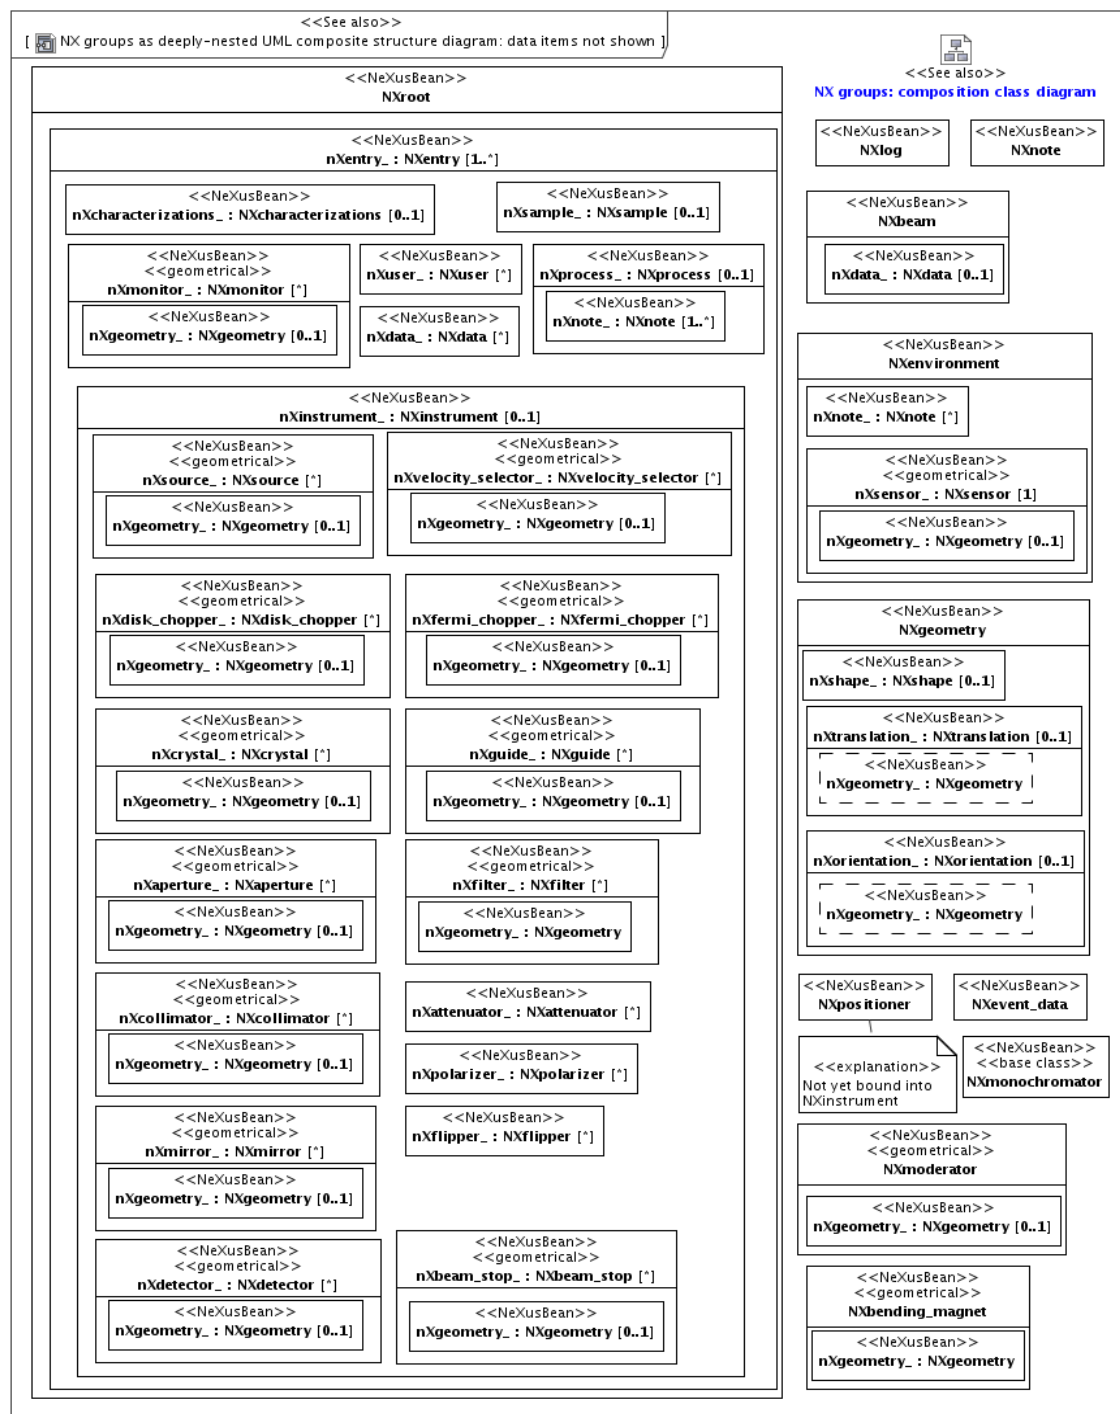 <<See also>>
[ NX groups as deeply-nested UML composite structure diagram: data items not shown ]
<<NeXusBean>>
NXroot
<<NeXusBean>>
nXentry_ : NXentry [1..*]
<<NeXusBean>>
nXcharacterizations_ : NXcharacterizations [0..1]
<<NeXusBean>>
nXsample_ : NXsample [0..1]
<<NeXusBean>>
<<geometrical>>
nXmonitor_ : NXmonitor [*]
<<NeXusBean>>
nXgeometry_ : NXgeometry [0..1]
<<NeXusBean>>
nXuser_ : NXuser [*]
<<NeXusBean>>
nXdata_ : NXdata [*]
<<NeXusBean>>
nXprocess_ : NXprocess [0..1]
<<NeXusBean>>
nXnote_ : NXnote [1..*]
<<NeXusBean>>
nXinstrument_ : NXinstrument [0..1]
<<NeXusBean>>
<<geometrical>>
nXsource_ : NXsource [*]
<<NeXusBean>>
nXgeometry_ : NXgeometry [0..1]
<<NeXusBean>>
<<geometrical>>
nXvelocity_selector_ : NXvelocity_selector [*]
<<NeXusBean>>
nXgeometry_ : NXgeometry [0..1]
<<NeXusBean>>
<<geometrical>>
nXdisk_chopper_ : NXdisk_chopper [*]
<<NeXusBean>>
nXgeometry_ : NXgeometry [0..1]
<<NeXusBean>>
<<geometrical>>
nXfermi_chopper_ : NXfermi_chopper [*]
<<NeXusBean>>
nXgeometry_ : NXgeometry [0..1]
<<NeXusBean>>
<<geometrical>>
nXcrystal_ : NXcrystal [*]
<<NeXusBean>>
nXgeometry_ : NXgeometry [0..1]
<<NeXusBean>>
<<geometrical>>
nXguide_ : NXguide [*]
<<NeXusBean>>
nXgeometry_ : NXgeometry [0..1]
<<NeXusBean>>
<<geometrical>>
nXaperture_ : NXaperture [*]
<<NeXusBean>>
nXgeometry_ : NXgeometry [0..1]
<<NeXusBean>>
<<geometrical>>
nXfilter_ : NXfilter [*]
<<NeXusBean>>
nXgeometry_ : NXgeometry
<<NeXusBean>>
<<geometrical>>
nXcollimator_ : NXcollimator [*]
<<NeXusBean>>
nXgeometry_ : NXgeometry [0..1]
<<NeXusBean>>
nXattenuator_ : NXattenuator [*]
<<NeXusBean>>
nXpolarizer_ : NXpolarizer [*]
<<NeXusBean>>
<<geometrical>>
nXmirror_ : NXmirror [*]
<<NeXusBean>>
nXgeometry_ : NXgeometry [0..1]
<<NeXusBean>>
nXflipper_ : NXflipper [*]
<<NeXusBean>>
<<geometrical>>
nXdetector_ : NXdetector [*]
<<NeXusBean>>
nXgeometry_ : NXgeometry [0..1]
<<NeXusBean>>
<<geometrical>>
nXbeam_stop_ : NXbeam_stop [*]
<<NeXusBean>>
nXgeometry_ : NXgeometry [0..1]
<<See also>>
NX groups: composition class diagram
<<NeXusBean>>
NXlog
<<NeXusBean>>
NXnote
<<NeXusBean>>
NXbeam
<<NeXusBean>>
nXdata_ : NXdata [0..1]
<<NeXusBean>>
NXenvironment
<<NeXusBean>>
nXnote_ : NXnote [*]
<<NeXusBean>>
<<geometrical>>
nXsensor_ : NXsensor [1]
<<NeXusBean>>
nXgeometry_ : NXgeometry [0..1]
<<NeXusBean>>
NXgeometry
<<NeXusBean>>
nXshape_ : NXshape [0..1]
<<NeXusBean>>
nXtranslation_ : NXtranslation [0..1]
<<NeXusBean>>
nXgeometry_ : NXgeometry
<<NeXusBean>>
nXorientation_ : NXorientation [0..1]
<<NeXusBean>>
nXgeometry_ : NXgeometry
<<NeXusBean>>
NXpositioner
<<NeXusBean>>
NXevent_data
<<explanation>>
Not yet bound into
NXinstrument
<<NeXusBean>>
<<base class>>
NXmonochromator
<<NeXusBean>>
<<geometrical>>
NXmoderator
<<NeXusBean>>
nXgeometry_ : NXgeometry [0..1]
<<NeXusBean>>
<<geometrical>>
NXbending_magnet
<<NeXusBean>>
nXgeometry_ : NXgeometry